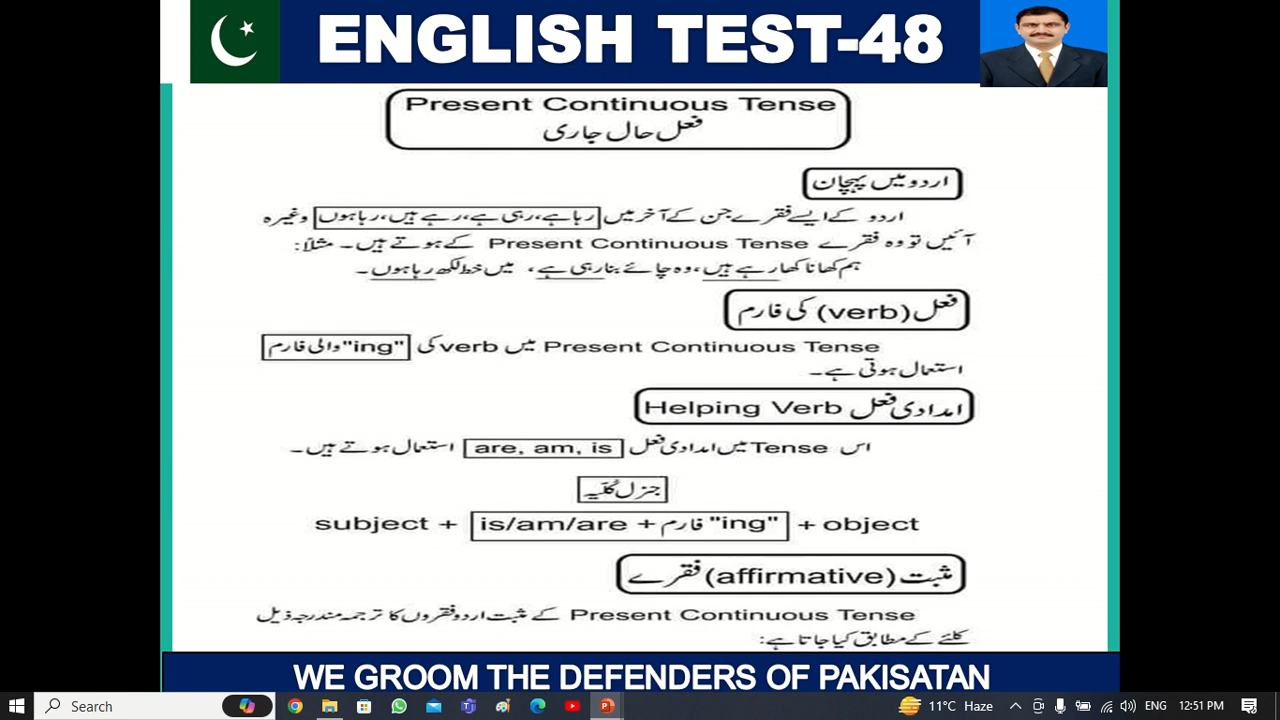 ENGLISH TEST-48
Present Continuous Tense
فعل حال جاری
اردو میں پہچان
اردو کے ایسے فقرے جن کے آخر میں رہا ہے، رہی ہے، رہے ہیں، رہا ہوں وغیرہ
آئیں تو وہ فقرے Present Continuous Tense کے ہوتے ہیں۔ مثلاً:
ہم کھانا کھا رہے ہیں، وہ چائے بنا رہی ہے، میں خط لکھ رہا ہوں۔
فعل (verb) کی فارم
Present Continuous Tense میں verb کی "ing" والی فارم
استعمال ہوتی ہے۔
امدادی فعل Helping Verb
اس Tense میں امدادی فعل are, am, is استعمال ہوتے ہیں۔
جنرل کُلّیہ
subject + is/am/are + فارم "ing" + object
مثبت (affirmative) فقرے
Present Continuous Tense کے مثبت اردو فقروں کا ترجمہ مندرجہ ذیل
کلئے کے مطابق کیا جاتا ہے:
WE GROOM THE DEFENDERS OF PAKISATAN
Search
11°C Haze
ENG
12:51 PM